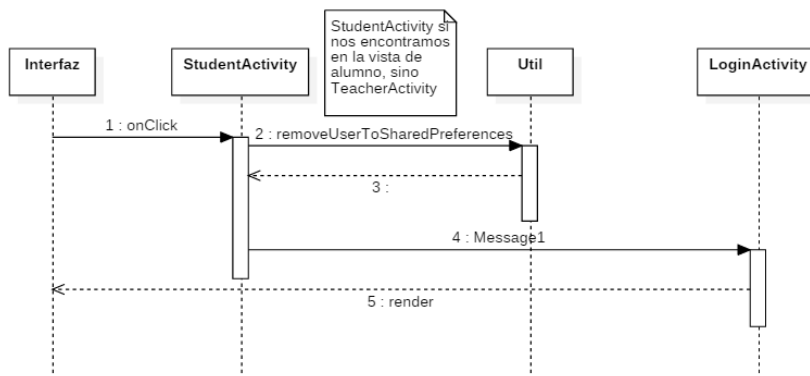 StudentActivity si
nos encontramos
en la vista de
alumno, sino
TeacherActivity
Interfaz
StudentActivity
Util
LoginActivity
1 : onClick
2 : removeUserToSharedPreferences
3 :
4 : Message1
5 : render